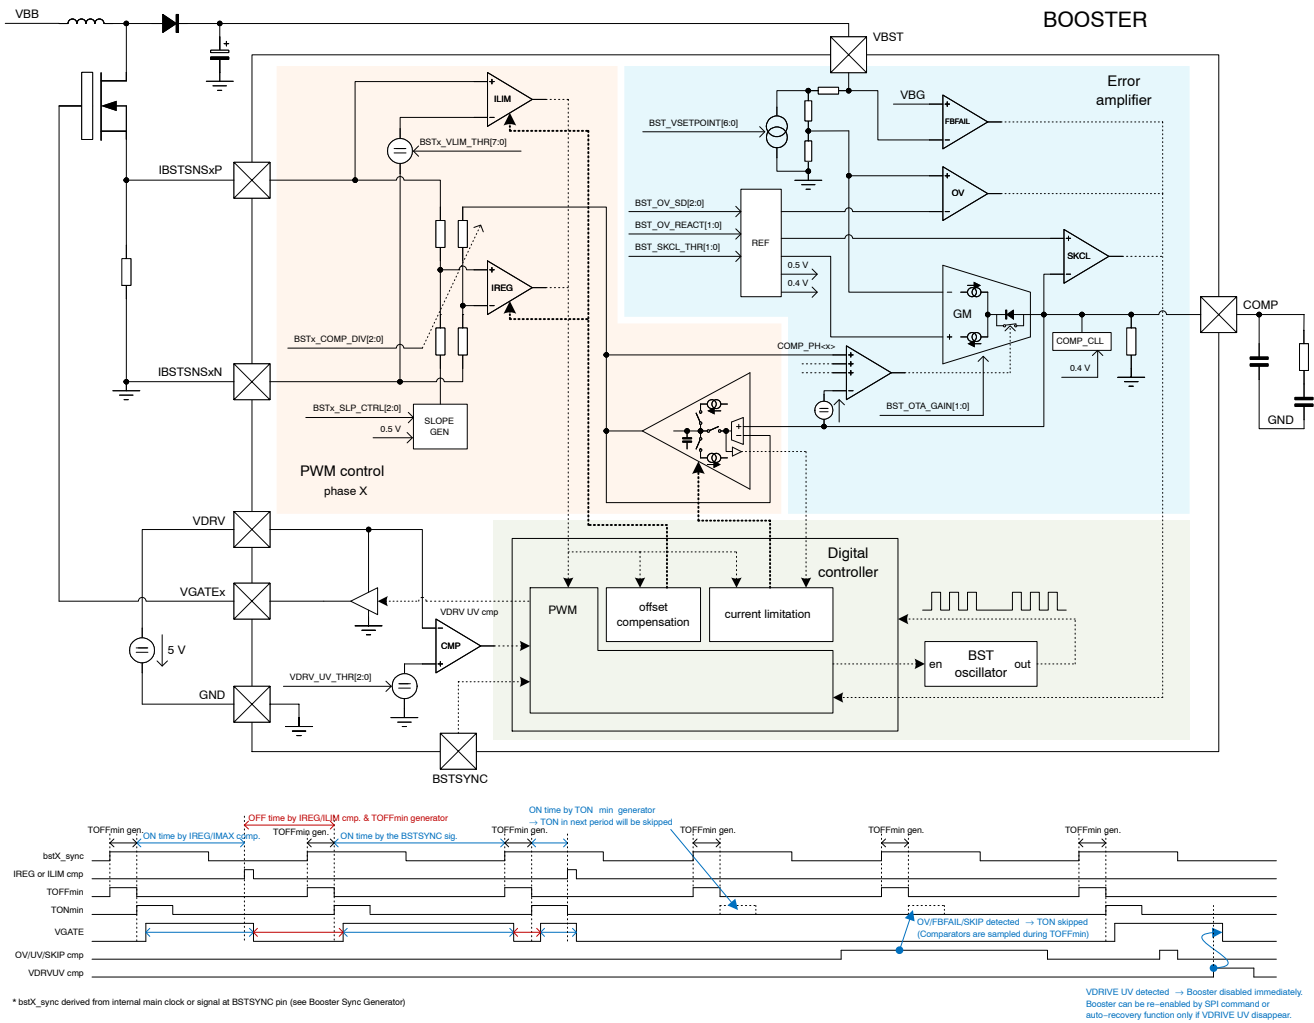 VBB
BOOSTER
VBST
Error
amplifier
VBG
FBFAIL
ILIM
BST_VSETPOINT[6:0]
BSTx_VLIM_THR[7:0]
IBSTSNSxP
OV
BST_OV_SD[2:0]
BST_OV_REACT[1:0]
BST_SKCL_THR[1:0]
REF
0.5 V
0.4 V
SKCL
IREG
GM
COMP
BSTx_COMP_DIV[2:0]
COMP_PH<x>
COMP_CLL
0.4 V
IBSTSNSxN
BSTx_SLP_CTRL[2:0]
0.5 V
SLOPE
GEN
BST_OTA_GAIN[1:0]
GND
PWM control
phase X
VDRV
Digital
controller
VGATEx
VDRV UV cmp
PWM
offset
compensation
current limitation
CMP
5 V
VDRV_UV_THR[2:0]
en
BST
oscillator
out
GND
BSTSYNC
OFF time by IREG/ILIM cmp. & TOFFmin generator
ON time by TON min generator
→ TON in next period will be skipped
TOFFmin gen.
ON time by IREG/IMAX comp.
TOFFmin gen.
ON time by the BSTSYNC sig.
TOFFmin gen.
TOFFmin gen.
TOFFmin gen.
TOFFmin gen.
bstX_sync
IREG or ILIM cmp
TOFFmin
TONmin
VGATE
OV/FBFAIL/SKIP detected → TON skipped
(Comparators are sampled during TOFFmin)
OV/UV/SKIP cmp
VDRVUV cmp
VDRIVE UV detected → Booster disabled immediately.
Booster can be re-enabled by SPI command or
auto-recovery function only if VDRIVE UV disappear.
* bstX_sync derived from internal main clock or signal at BSTSYNC pin (see Booster Sync Generator)